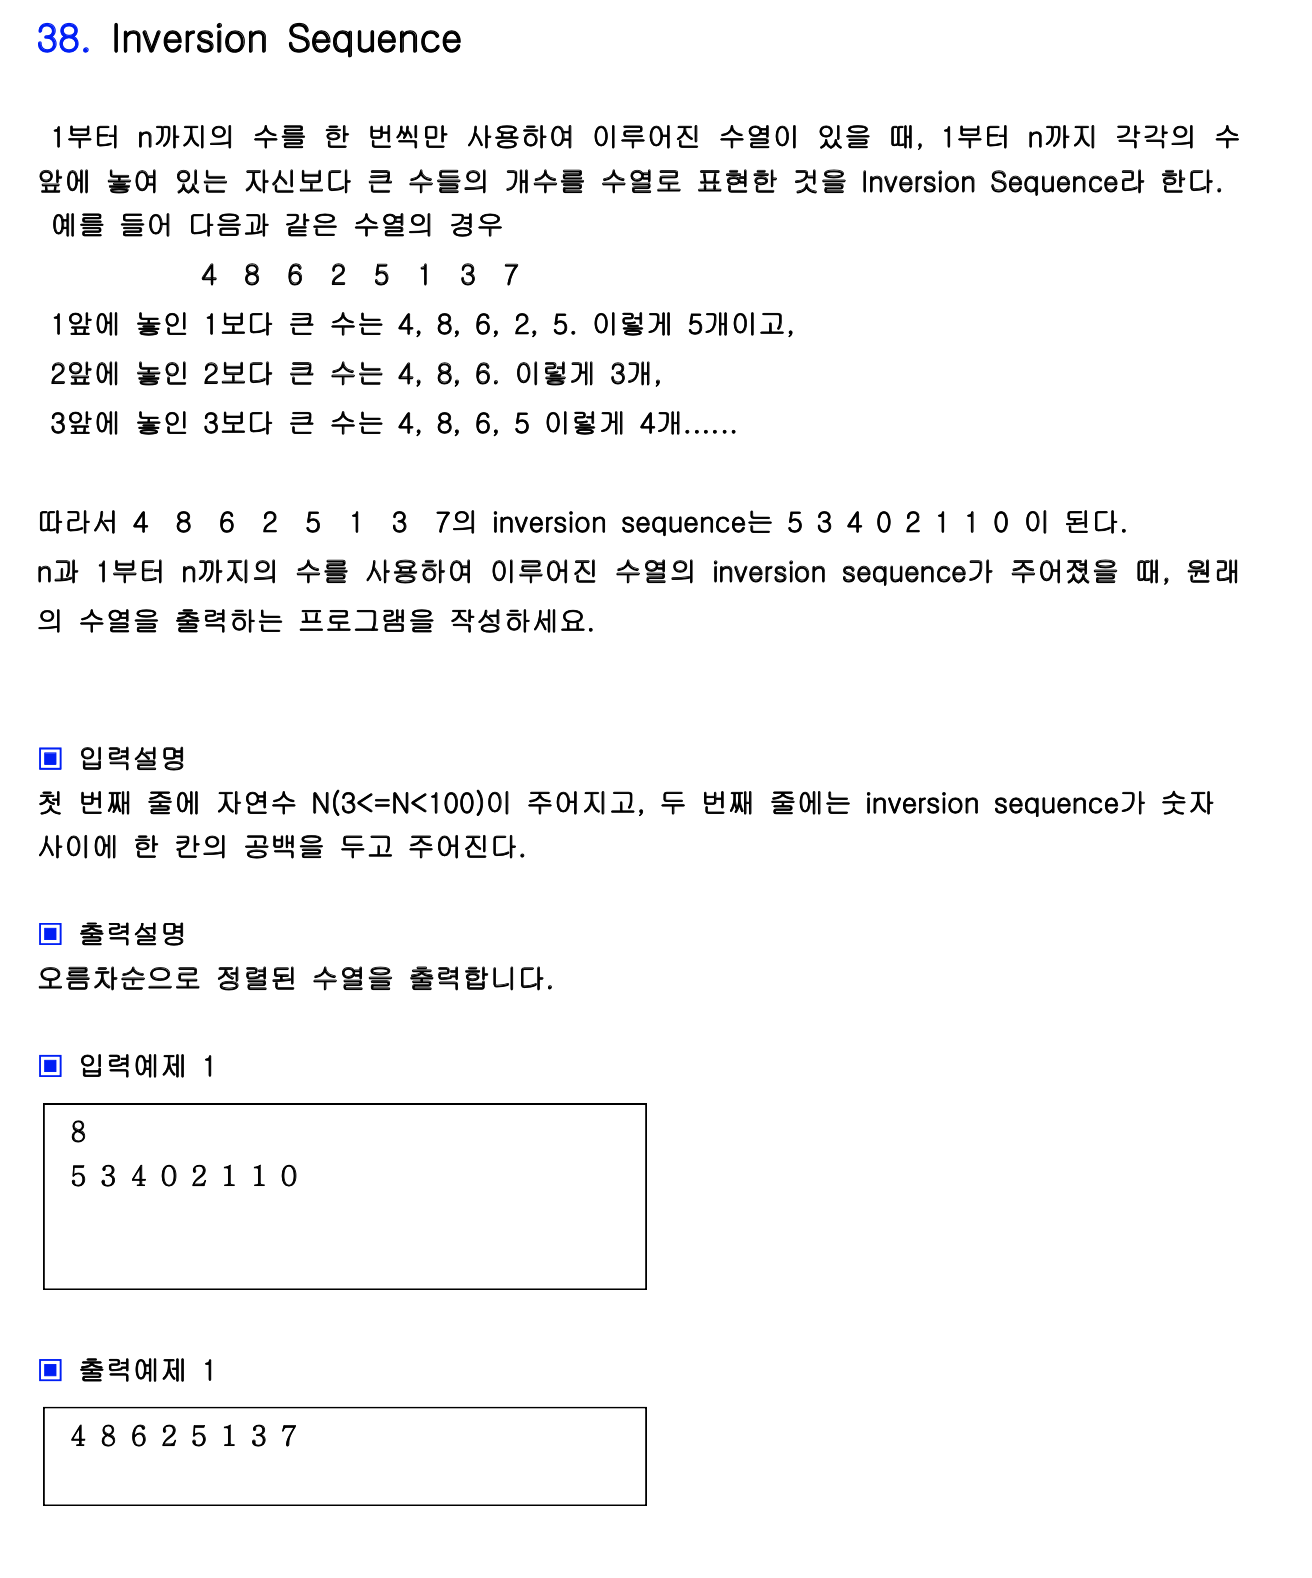 38. Inversion Sequence
1부터 n까지의 수를 한 번씩만 사용하여 이루어진 수열이 있을 때, 1부터 n까지 각각의 수
앞에 놓여 있는 자신보다 큰 수들의 개수를 수열로 표현한 것을 Inversion Sequence라 한다.
예를 들어 다음과 같은 수열의 경우
4 8 6 2 5 1 3 7
1앞에 놓인 1보다 큰 수는 4, 8, 6, 2, 5. 이렇게 5개이고,
2앞에 놓인 2보다 큰 수는 4, 8, 6. 이렇게 3개,
3앞에 놓인 3보다 큰 수는 4, 8, 6, 5 이렇게 4개......
따라서 4 8 6 2 5 1 3 7의 inversion sequence는 5 3 4 0 2 1 1 0 이 된다.
n과 1부터 n까지의 수를 사용하여 이루어진 수열의 inversion sequence가 주어졌을 때, 원래
의 수열을 출력하는 프로그램을 작성하세요.
▣ 입력설명
첫 번째 줄에 자연수 N(3<=N<100)이 주어지고, 두 번째 줄에는 inversion sequence가 숫자
사이에 한 칸의 공백을 두고 주어진다.
▣ 출력설명
오름차순으로 정렬된 수열을 출력합니다.
▣ 입력예제 1
8
5 3 4 0 2 1 1 0
▣ 출력예제 1
4 8 6 2 5 1 3 7